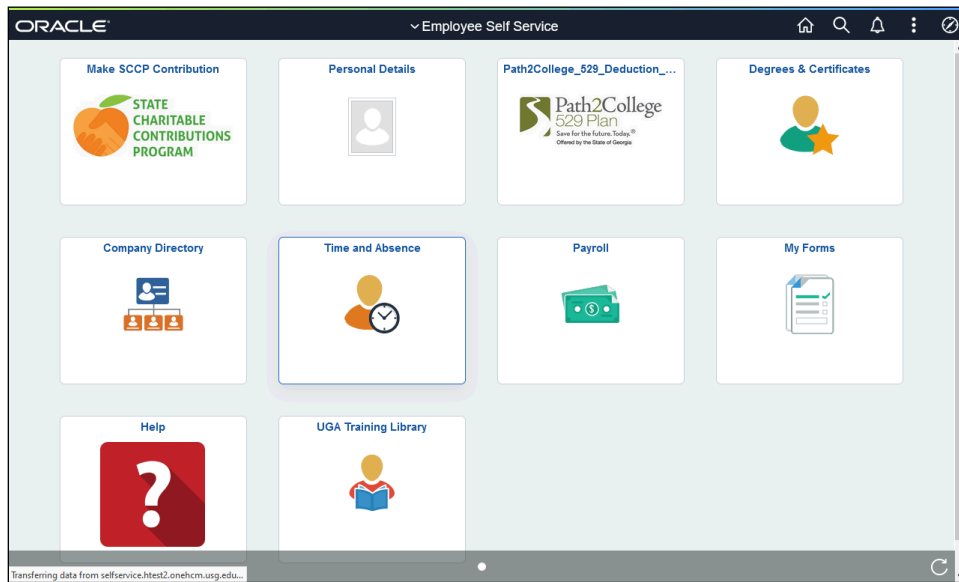 ORACLE
Employee Self Service
Make SCCP Contribution
STATE
CHARITABLE
CONTRIBUTIONS
PROGRAM
Personal Details
Path2College_529_Deduction_...
Path2College
529 Plan
Save for the future. Today.®
Offered by the State of Georgia
Degrees & Certificates
Company Directory
Time and Absence
Payroll
$
My Forms
Help
?
UGA Training Library
Transferring data from selfservice.htest2.onehcm.usg.edu...